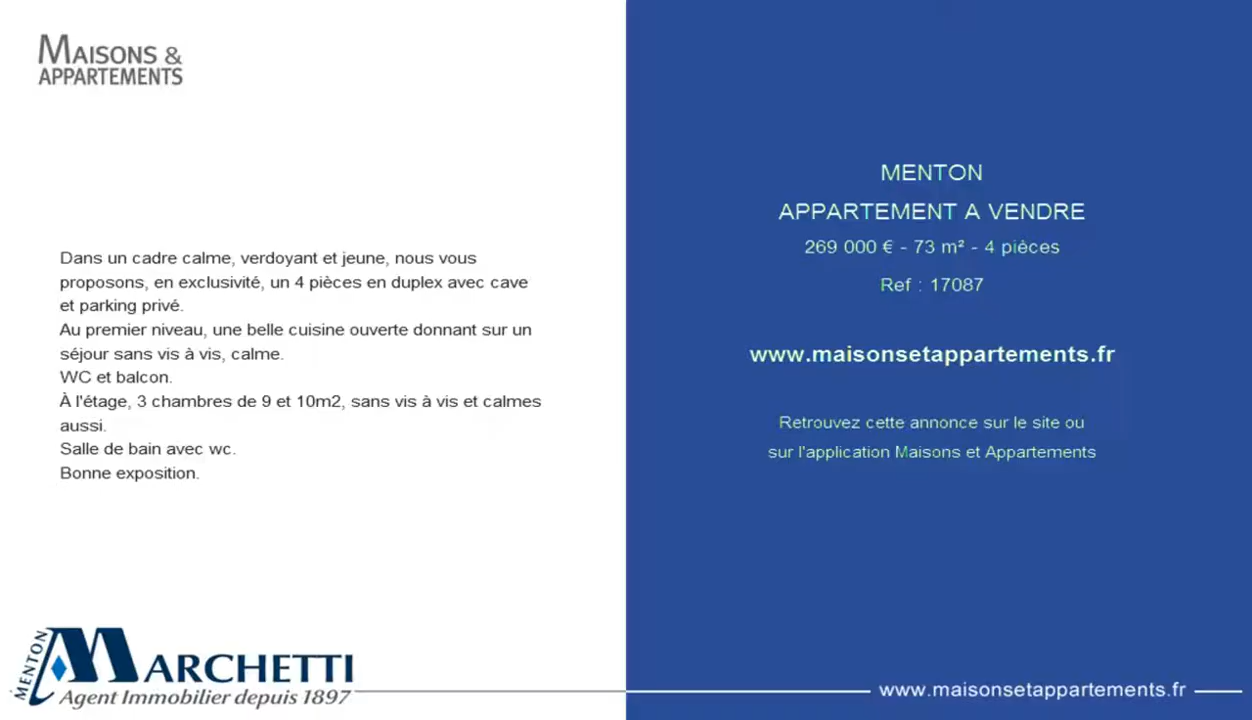 MAISONS &
APPARTEMENTS
Dans un cadre calme, verdoyant et jeune, nous vous
proposons, en exclusivité, un 4 pièces en duplex avec cave
et parking privé.
Au premier niveau, une belle cuisine ouverte donnant sur un
séjour sans vis à vis, calme.
WC et balcon.
À l'étage, 3 chambres de 9 et 10m2, sans vis à vis et calmes
aussi.
Salle de bain avec wc.
Bonne exposition.
MENTON
MARCHETTI
Agent Immobilier depuis 1897
MENTON
APPARTEMENT A VENDRE
269 000 € - 73 m² - 4 pièces
Ref : 17087
www.maisonsetappartements.fr
Retrouvez cette annonce sur le site ou
sur l'application Maisons et Appartements
www.maisonsetappartements.fr